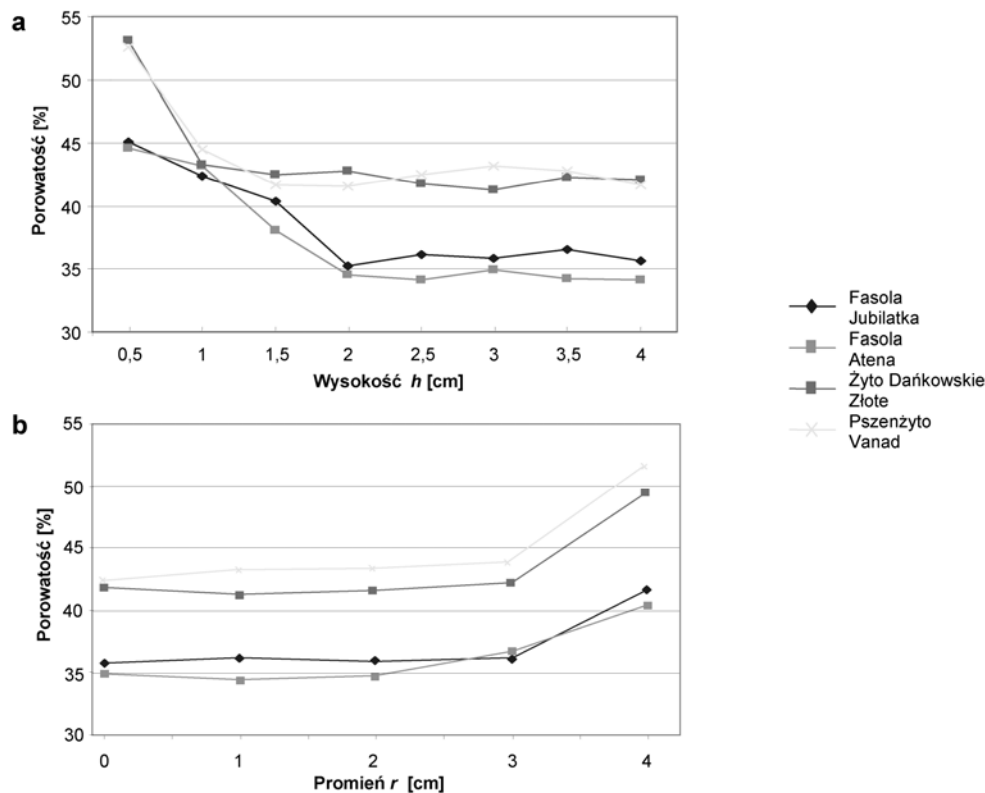 a
Porowatość [%]
55
50
45
40
35
30
0,5 1 1,5 2 2,5 3 3,5 4
Wysokość h [cm]
Fasola
Jubilatka
Fasola
Atena
Żyto Dańkowskie
Złote
Pszenżyto
Vanad
b
Porowatość [%]
55
50
45
40
35
30
0 1 2 3 4
Promień r [cm]